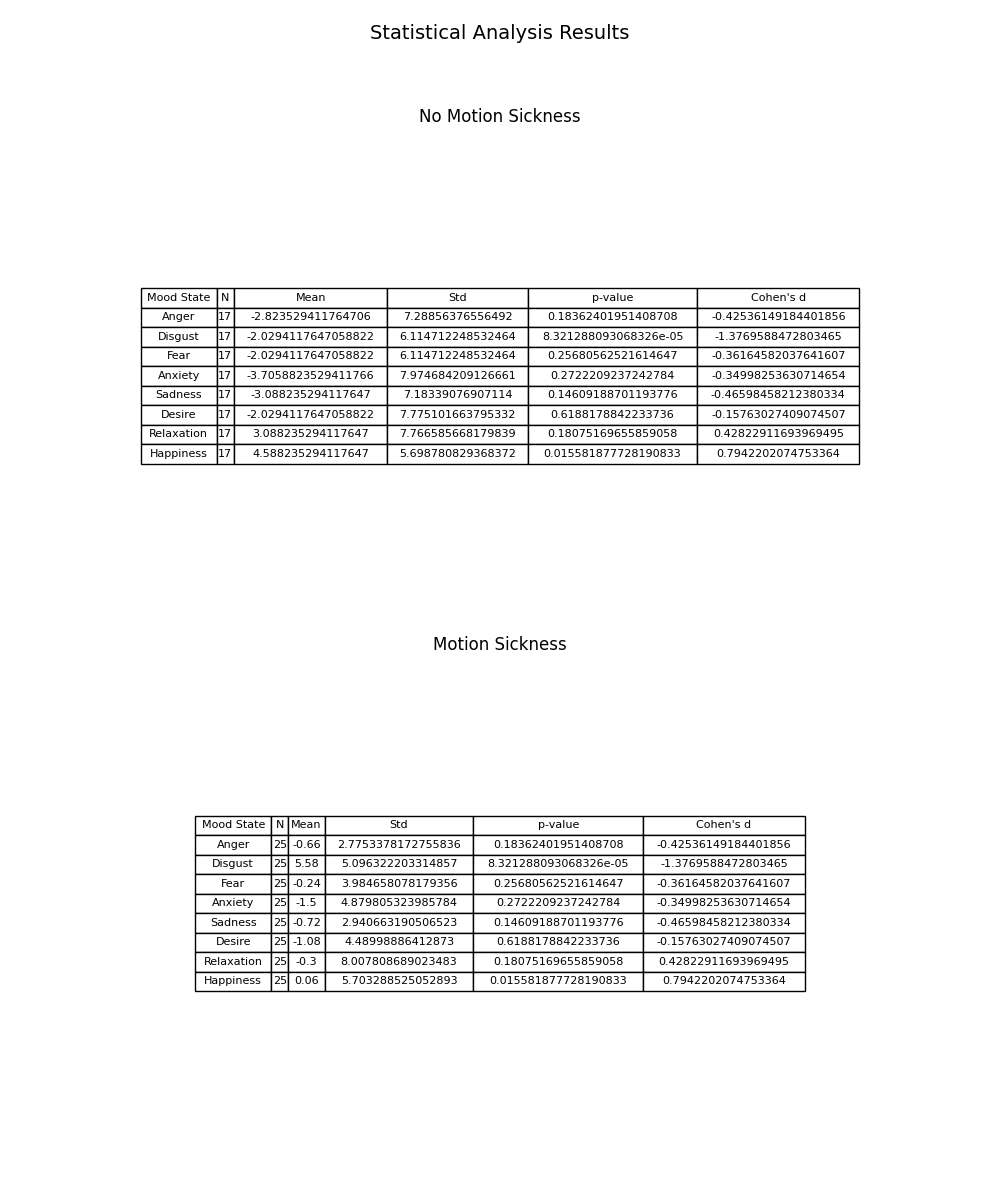 Statistical Analysis Results
No Motion Sickness
Mood State N Mean Std p-value Cohen's d
Anger 17 -2.823529411764706 7.28856376556492 0.18362401951408708 -0.42536149184401856
Disgust 17 -2.0294117647058822 6.114712248532464 8.321288093068326e-05 -1.3769588472803465
Fear 17 -2.0294117647058822 6.114712248532464 0.25680562521614647 -0.36164582037641607
Anxiety 17 -3.7058823529411766 7.974684209126661 0.2722209237242784 -0.34998253630714654
Sadness 17 -3.088235294117647 7.18339076907114 0.14609188701193776 -0.46598458212380334
Desire 17 -2.0294117647058822 7.775101663795332 0.6188178842233736 -0.15763027409074507
Relaxation 17 3.088235294117647 7.766585668179839 0.18075169655859058 0.42822911693969495
Happiness 17 4.588235294117647 5.698780829368372 0.015581877728190833 0.7942202074753364
Motion Sickness
Mood State N Mean Std p-value Cohen's d
Anger 25 -0.66 2.7753378172755836 0.18362401951408708 -0.42536149184401856
Disgust 25 5.58 5.096322203314857 8.321288093068326e-05 -1.3769588472803465
Fear 25 -0.24 3.984658078179356 0.25680562521614647 -0.36164582037641607
Anxiety 25 -1.5 4.879805323985784 0.2722209237242784 -0.34998253630714654
Sadness 25 -0.72 2.940663190506523 0.14609188701193776 -0.46598458212380334
Desire 25 -1.08 4.48998886412873 0.6188178842233736 -0.15763027409074507
Relaxation 25 -0.3 8.007808689023483 0.18075169655859058 0.42822911693969495
Happiness 25 0.06 5.703288525052893 0.015581877728190833 0.7942202074753364